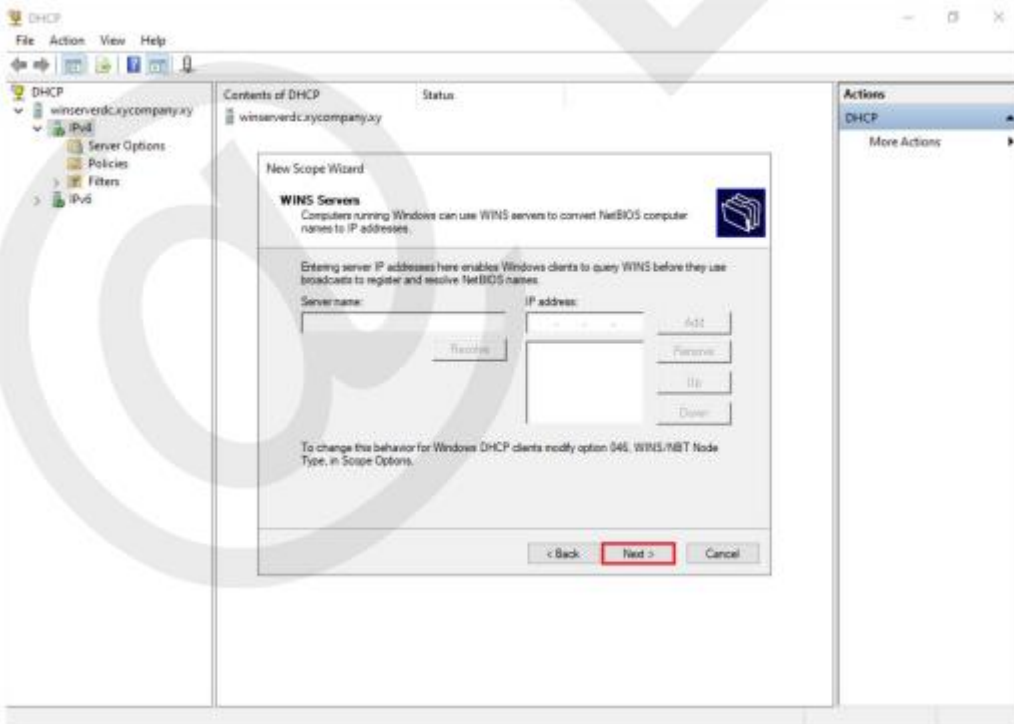 DHCP
File Action View Help
DHCP
winserverdc.xycompany.xy
IPv4
Server Options
Policies
Filters
IPv6
Contents of DHCP Status
winserverdc.xycompany.xy
New Scope Wizard
WINS Servers
Computers running Windows can use WINS servers to convert NetBIOS computer
names to IP addresses.
Entering server IP addresses here enables Windows clients to query WINS before they use
broadcasts to register and resolve NetBIOS names.
Server name: IP address:
Add
Resolve Remove
Up
Down
To change this behavior for Windows DHCP clients modify option 046, WINS/NBT Node
Type, in Scope Options.
< Back Next > Cancel
Actions
DHCP
More Actions